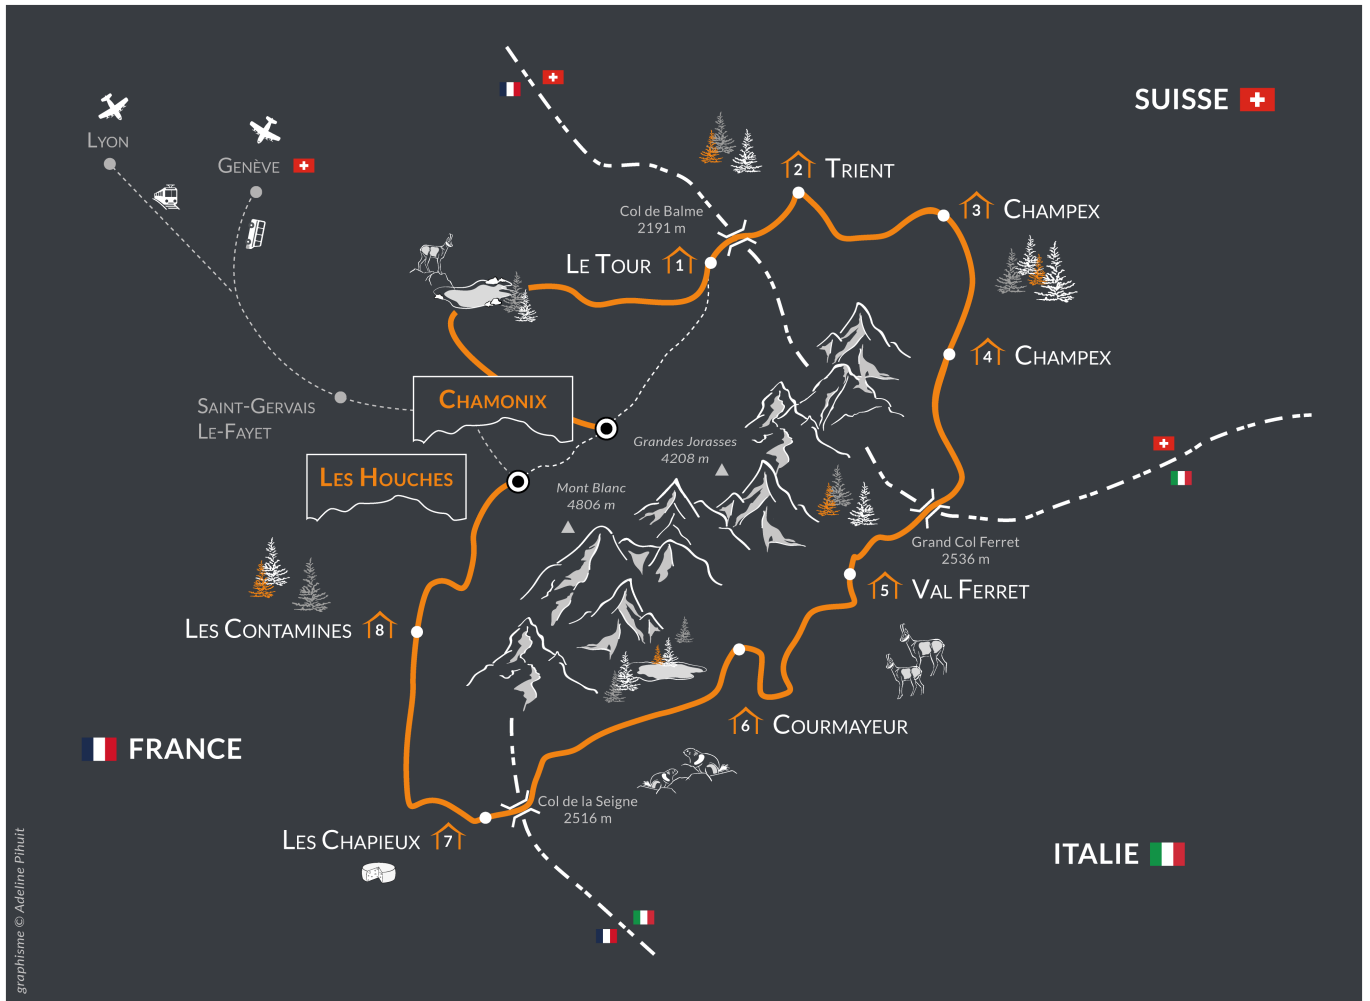 SUISSE
LYON
GENÈVE
2 TRIENT
3 CHAMPEX
Col de Balme
2191 m
LE TOUR 1
4 CHAMPEX
SAINT-GERVAIS
LE-FAYET
CHAMONIX
Grandes Jorasses
4208 m
LES HOUCHES
Mont Blanc
4806 m
Grand Col Ferret
2536 m
5 VAL FERRET
LES CONTAMINES 8
6 COURMAYEUR
FRANCE
Col de la Seigne
2516 m
LES CHAPIEUX 7
ITALIE
graphisme © Adeline Pihuit